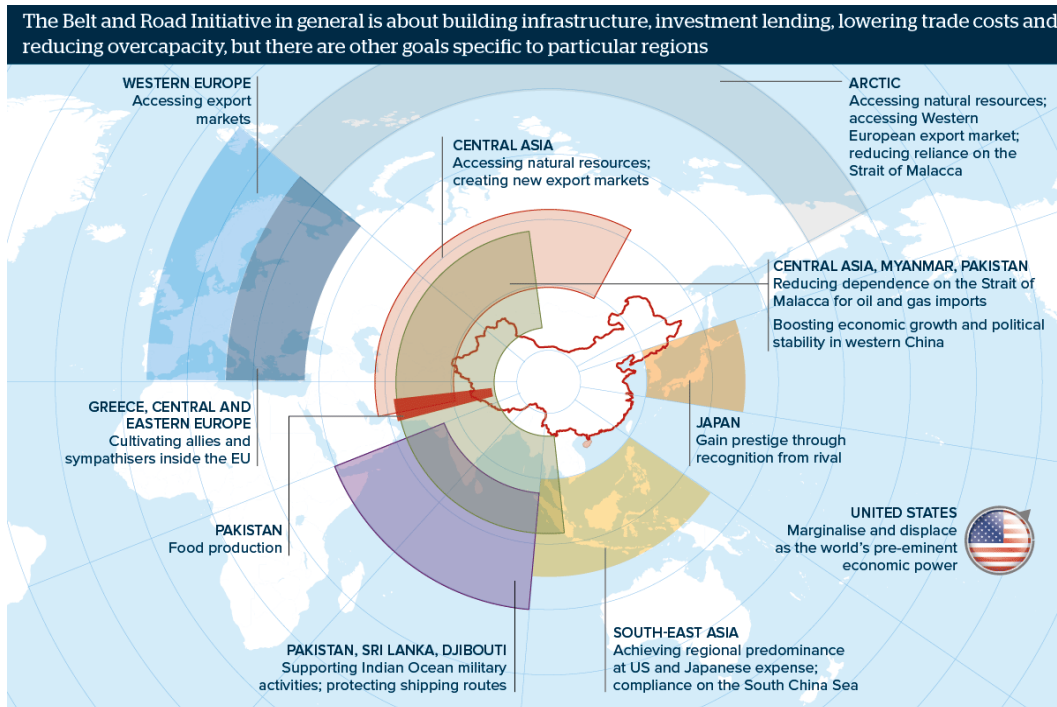 The Belt and Road Initiative in general is about building infrastructure, investment lending, lowering trade costs and
reducing overcapacity, but there are other goals specific to particular regions
WESTERN EUROPE
Accessing export
markets
ARCTIC
Accessing natural resources;
accessing Western
European export market;
reducing reliance on the
Strait of Malacca
CENTRAL ASIA
Accessing natural resources;
creating new export markets
CENTRAL ASIA, MYANMAR, PAKISTAN
Reducing dependence on the Strait of
Malacca for oil and gas imports
Boosting economic growth and political
stability in western China
GREECE, CENTRAL AND
EASTERN EUROPE
Cultivating allies and
sympathisers inside the EU
JAPAN
Gain prestige through
recognition from rival
PAKISTAN
Food production
UNITED STATES
Marginalise and displace
as the world's pre-eminent
economic power
PAKISTAN, SRI LANKA, DJIBOUTI
Supporting Indian Ocean military
activities; protecting shipping routes
SOUTH-EAST ASIA
Achieving regional predominance
at US and Japanese expense;
compliance on the South China Sea